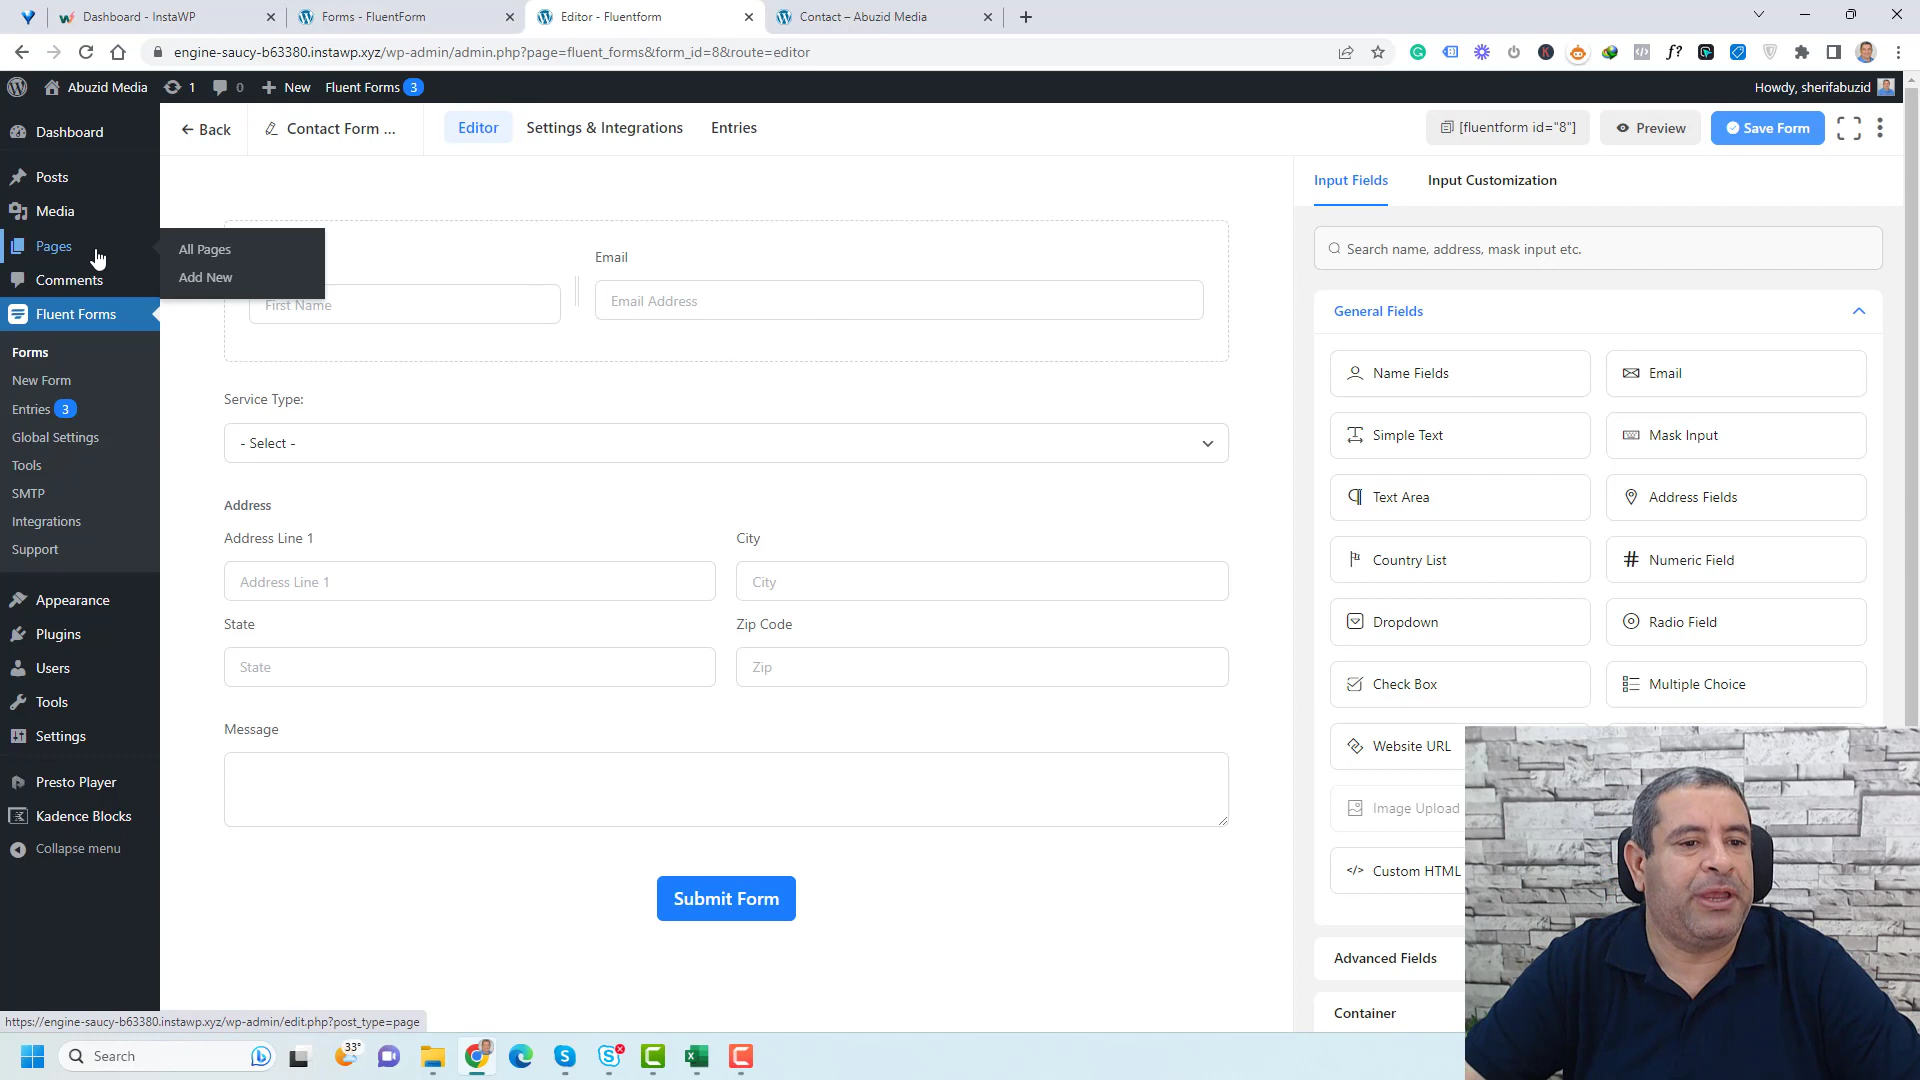 Dashboard - InstaWP
Forms - FluentForm
Editor - Fluentform
Contact – Abuzid Media
engine-saucy-b63380.instawp.xyz/wp-admin/admin.php?page=fluent_forms&form_id=8&route=editor
Abuzid Media
1
0
New
Fluent Forms 3
Howdy, sherifabuzid
Back
Contact Form ...
Editor
Settings & Integrations
Entries
[fluentform id="8"]
Preview
Save Form
Dashboard
Posts
Media
Pages
All Pages
Add New
Comments
Fluent Forms
Forms
New Form
Entries 3
Global Settings
Tools
SMTP
Integrations
Support
Appearance
Plugins
Users
Tools
Settings
Presto Player
Kadence Blocks
Collapse menu
First Name
Email
Email Address
Service Type:
- Select -
Address
Address Line 1
City
Address Line 1
City
State
Zip Code
State
Zip
Message
Submit Form
Input Fields
Input Customization
Search name, address, mask input etc.
General Fields
Name Fields
Email
Simple Text
Mask Input
Text Area
Address Fields
Country List
Numeric Field
Dropdown
Radio Field
Check Box
Multiple Choice
Website URL
Image Upload
Custom HTML
Advanced Fields
Container
https://engine-saucy-b63380.instawp.xyz/wp-admin/edit.php?post_type=page
Search
33°